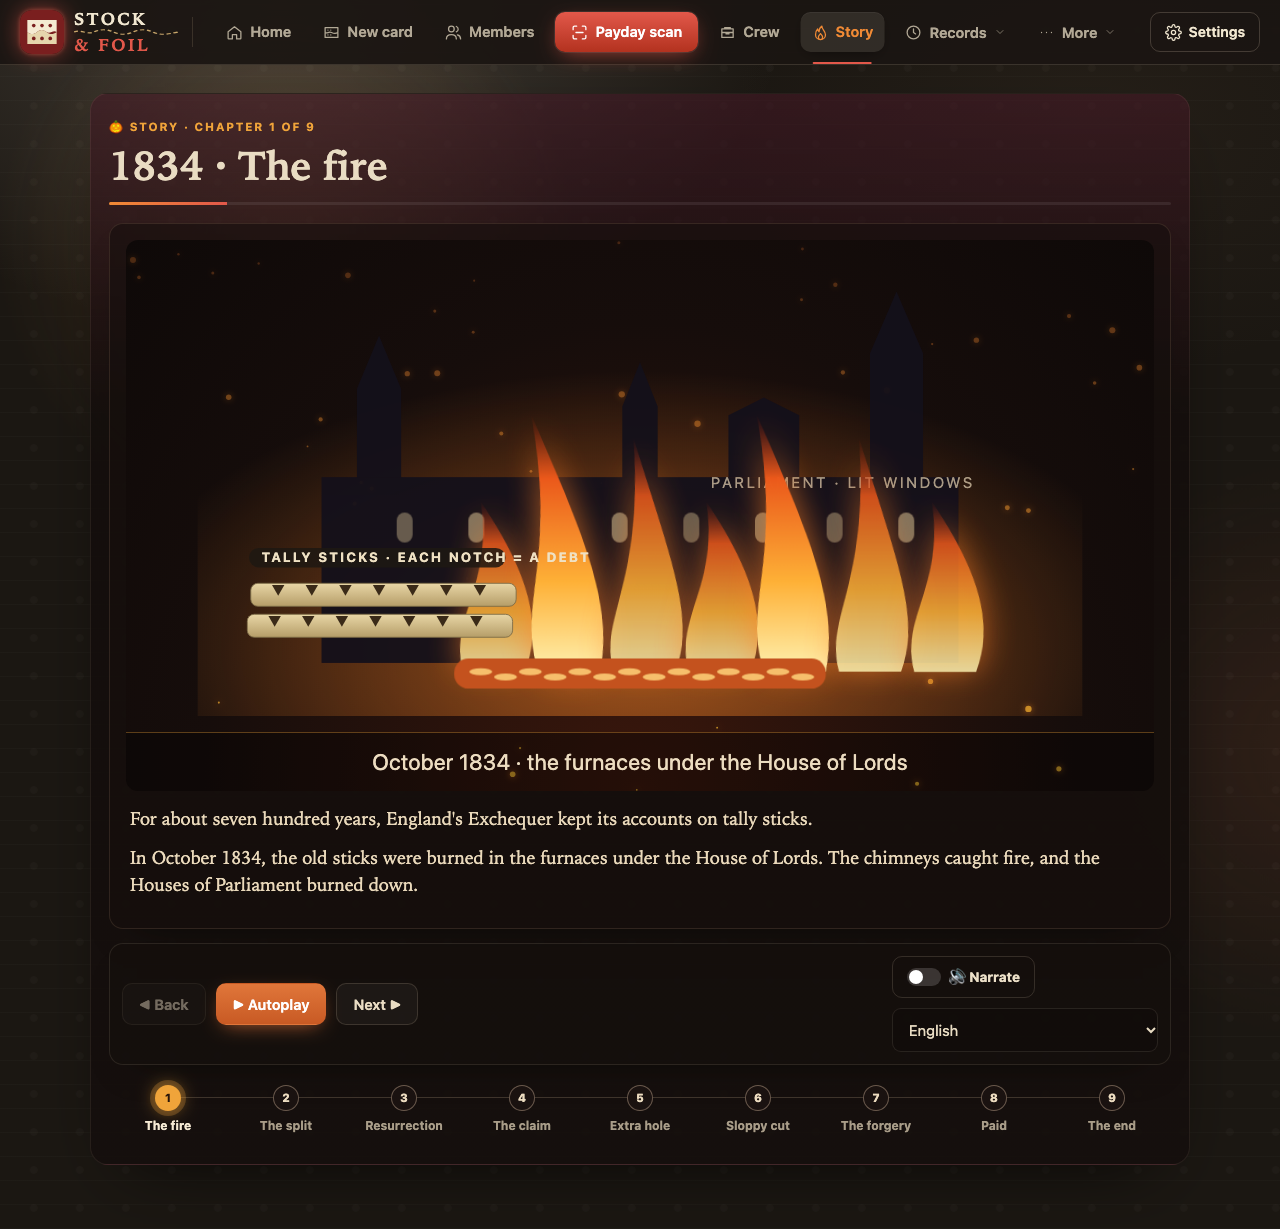 STOCK
& FOIL
Home
New card
Members
Payday scan
Crew
Story
Records
More
Settings
STORY · CHAPTER 1 OF 9
1834 · The fire
PARLIAMENT · LIT WINDOWS
TALLY STICKS · EACH NOTCH = A DEBT
October 1834 · the furnaces under the House of Lords
For about seven hundred years, England's Exchequer kept its accounts on tally sticks.
In October 1834, the old sticks were burned in the furnaces under the House of Lords. The chimneys caught fire, and the
Houses of Parliament burned down.
Back
Autoplay
Next
Narrate
English
1
2
3
4
5
6
7
8
9
The fire
The split
Resurrection
The claim
Extra hole
Sloppy cut
The forgery
Paid
The end